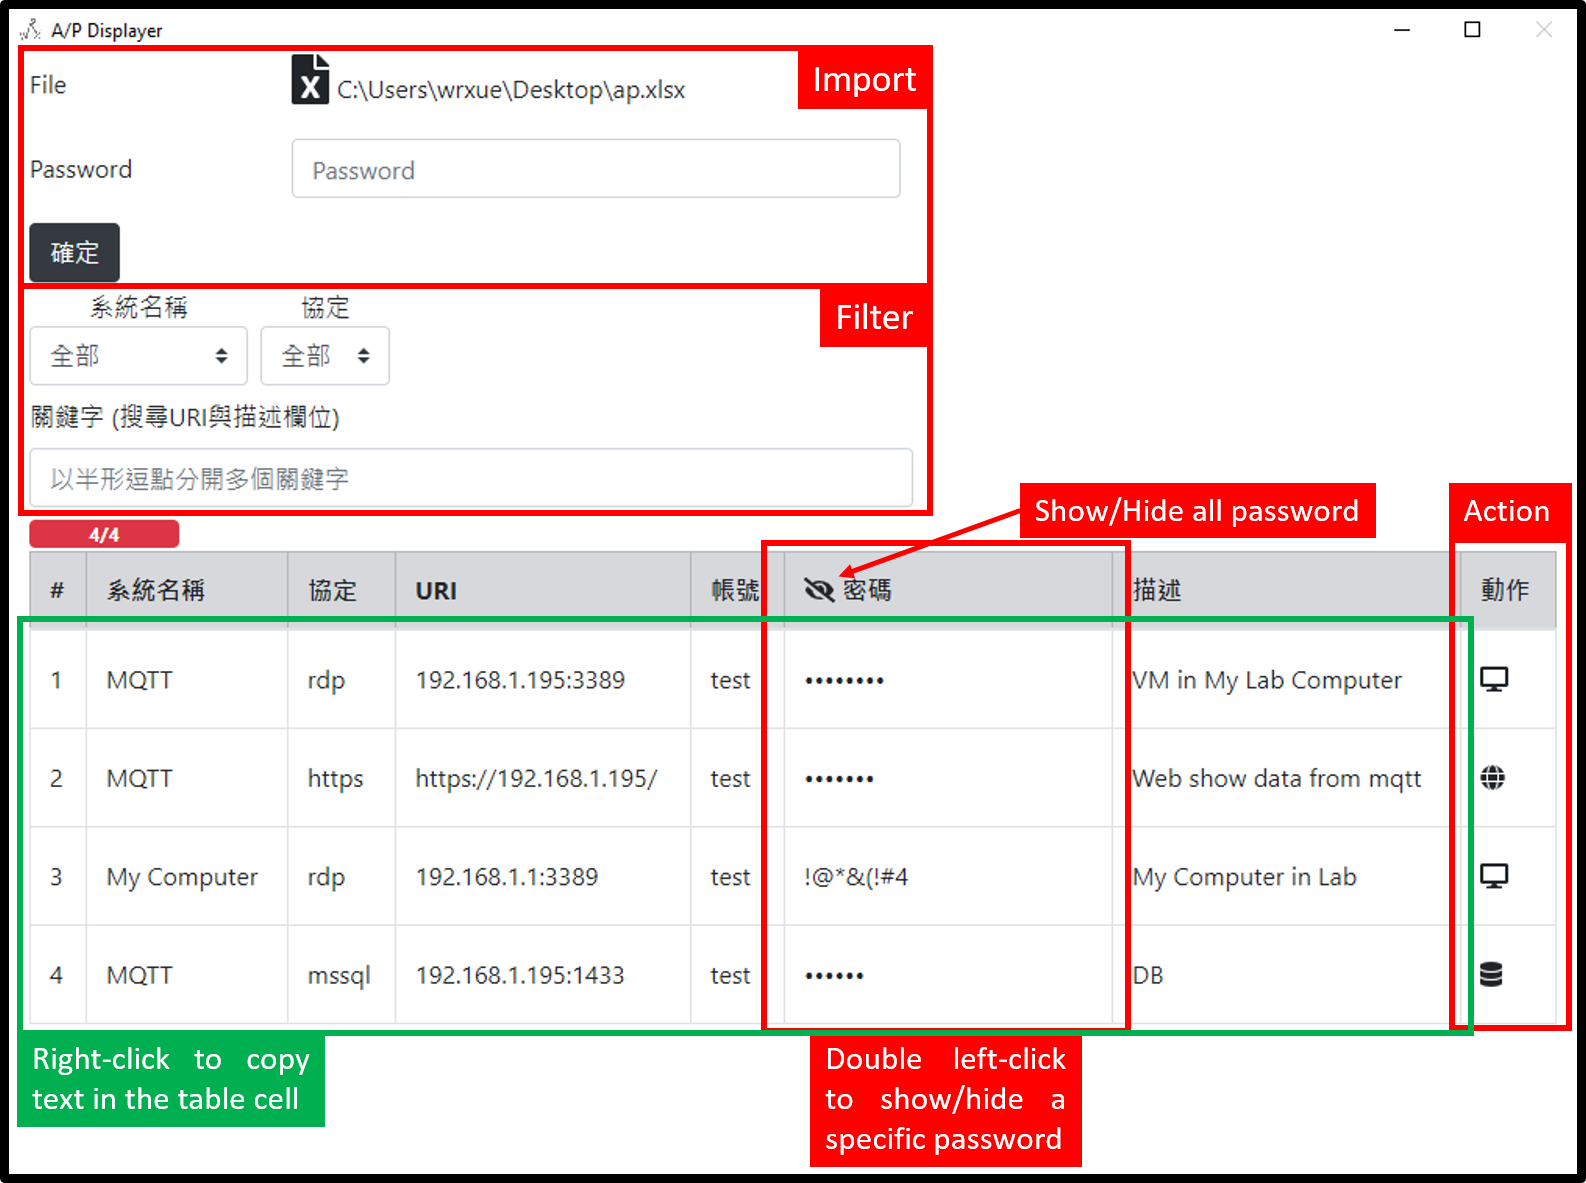 A/P Displayer
File
C:\Users\wrxue\Desktop\ap.xlsx
Import
Password
Password
確定
Filter
系統名稱 協定
全部 全部
關鍵字 (搜尋URI與描述欄位)
以半形逗點分開多個關鍵字
Show/Hide all password
Action
4/4
# 系統名稱 協定 URI 帳號 密碼 描述 動作
1 MQTT rdp 192.168.1.195:3389 test •••••••• VM in My Lab Computer
2 MQTT https https://192.168.1.195/ test ••••••• Web show data from mqtt
3 My Computer rdp 192.168.1.1:3389 test !@*&(!#4 My Computer in Lab
4 MQTT mssql 192.168.1.195:1433 test •••••• DB
Right-click to copy
text in the table cell
Double left-click
to show/hide a
specific password